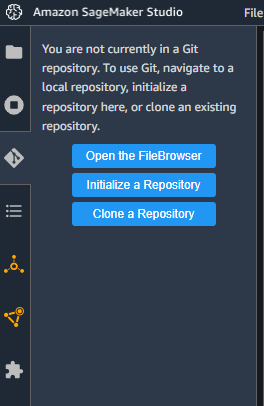 Amazon SageMaker Studio File
You are not currently in a Git
repository. To use Git, navigate to a
local repository, initialize a
repository here, or clone an existing
repository.
Open the FileBrowser
Initialize a Repository
Clone a Repository